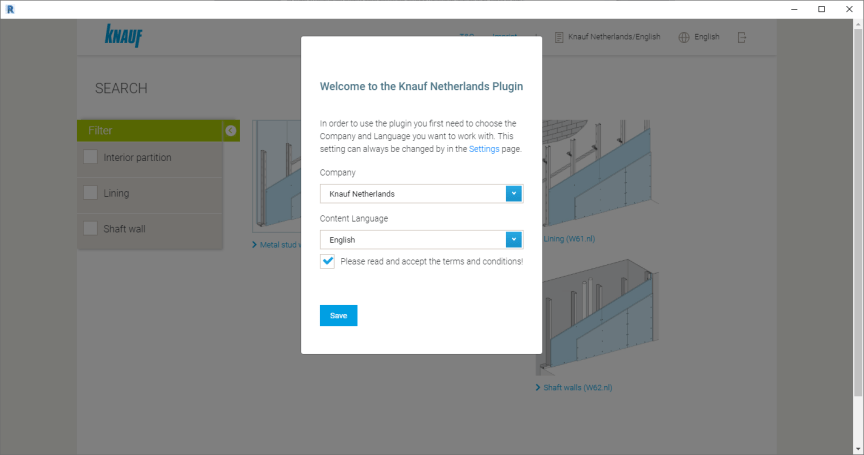 R
KNAUF
Knauf Netherlands/English
English
SEARCH
Filter
Interior partition
Lining
Shaft wall
Metal stud
Lining (W61.nl)
Shaft walls (W62.nl)
Welcome to the Knauf Netherlands Plugin
In order to use the plugin you first need to choose the
Company and Language you want to work with. This
setting can always be changed by in the Settings page.
Company
Knauf Netherlands
Content Language
English
Please read and accept the terms and conditions!
Save